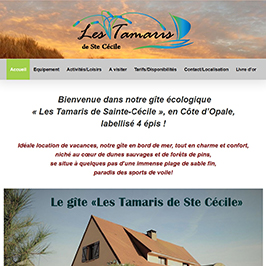 Les Tamaris
de Ste Cécile
Accueil Equipement Activités/Loisirs A visiter Tarifs/Disponibilités Contact/Localisation Livre d'or
Bienvenue dans notre gîte écologique
« Les Tamaris de Sainte-Cécile », en Côte d'Opale,
labellisé 4 épis !
Idéale location de vacances, notre gîte en bord de mer, tout en charme et confort,
niché au cœur de dunes sauvages et de forêts de pins,
se situe à quelques pas d'une immense plage de sable fin,
paradis des sports de voile!
Le gîte «Les Tamaris de Ste Cécile»